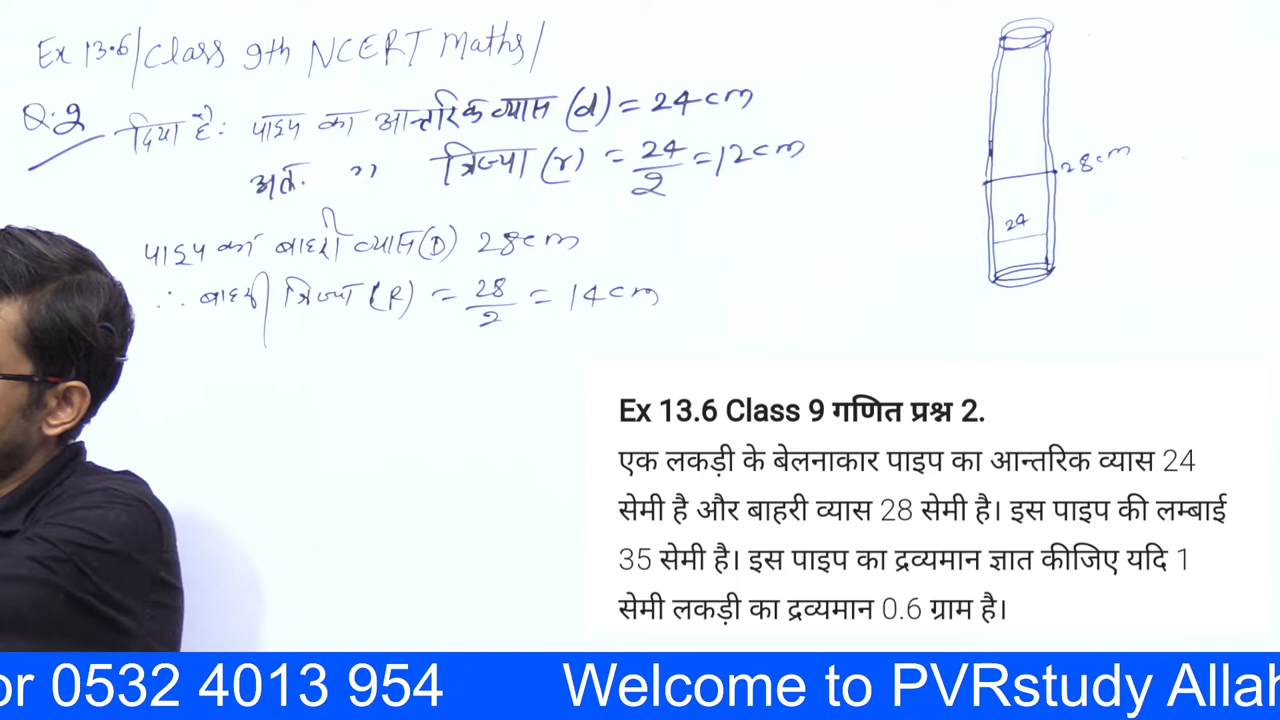 Ex 13.6/Class 9th NCERT Maths/
Q.2 दिया है: पाइप का आन्तरिक व्यास (d) = 24 cm
अतः " त्रिज्या (r) = 24/2 = 12 cm
पाइप का बाहरी व्यास (D) 28 cm
∴ बाहरी त्रिज्या (R) = 28/2 = 14 cm
28 cm
24
Ex 13.6 Class 9 गणित प्रश्न 2.
एक लकड़ी के बेलनाकार पाइप का आन्तरिक व्यास 24
सेमी है और बाहरी व्यास 28 सेमी है। इस पाइप की लम्बाई
35 सेमी है। इस पाइप का द्रव्यमान ज्ञात कीजिए यदि 1
सेमी लकड़ी का द्रव्यमान 0.6 ग्राम है।
or 0532 4013 954 Welcome to PVRstudy Allah